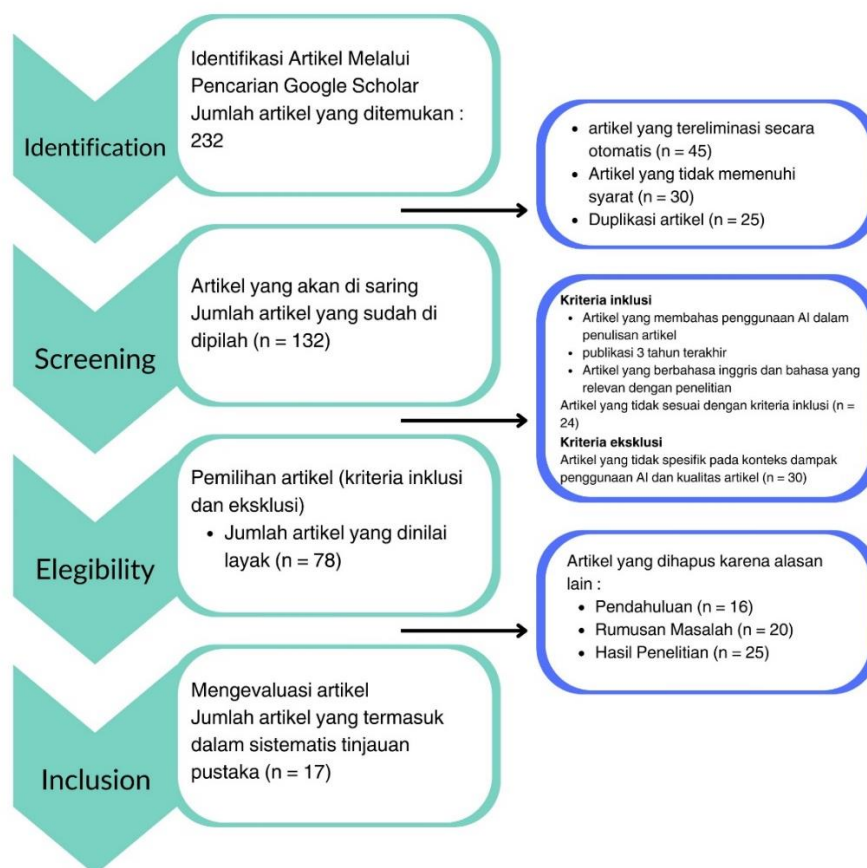 Identification
Identifikasi Artikel Melalui
Pencarian Google Scholar
Jumlah artikel yang ditemukan :
232
• artikel yang tereliminasi secara
otomatis (n = 45)
• Artikel yang tidak memenuhi
syarat (n = 30)
• Duplikasi artikel (n = 25)
Screening
Artikel yang akan di saring
Jumlah artikel yang sudah di
dipilah (n = 132)
Kriteria inklusi
• Artikel yang membahas penggunaan AI dalam
penulisan artikel
• publikasi 3 tahun terakhir
• Artikel yang berbahasa inggris dan bahasa yang
relevan dengan penelitian
Artikel yang tidak sesuai dengan kriteria inklusi (n =
24)
Kriteria eksklusi
Artikel yang tidak spesifik pada konteks dampak
penggunaan AI dan kualitas artikel (n = 30)
Elegibility
Pemilihan artikel (kriteria inklusi
dan eksklusi)
• Jumlah artikel yang dinilai
layak (n = 78)
Artikel yang dihapus karena alasan
lain :
• Pendahuluan (n = 16)
• Rumusan Masalah (n = 20)
• Hasil Penelitian (n = 25)
Inclusion
Mengevaluasi artikel
Jumlah artikel yang termasuk
dalam sistematis tinjauan
pustaka (n = 17)